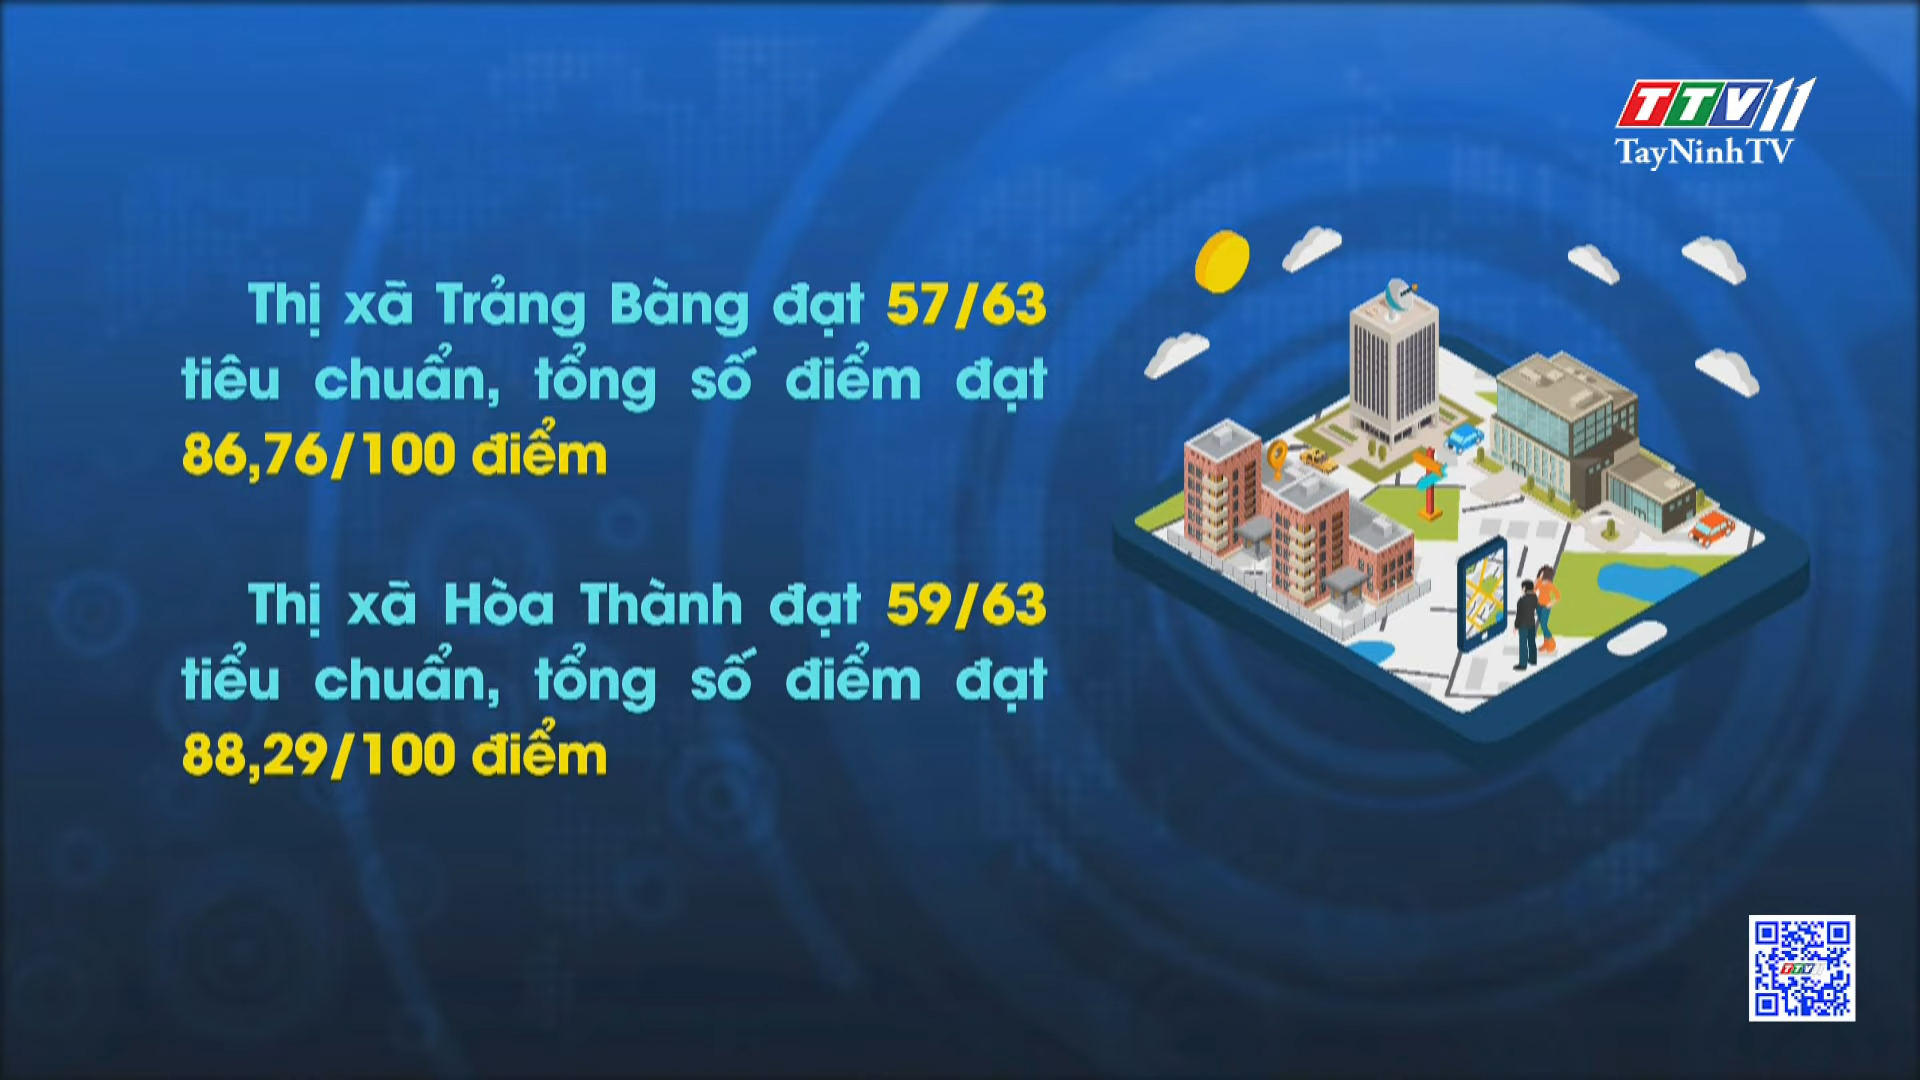 TTV11
TayNinhTV
Thị xã Trảng Bàng đạt 57/63
tiêu chuẩn, tổng số điểm đạt
86,76/100 điểm
Thị xã Hòa Thành đạt 59/63
tiểu chuẩn, tổng số điểm đạt
88,29/100 điểm
TTV11